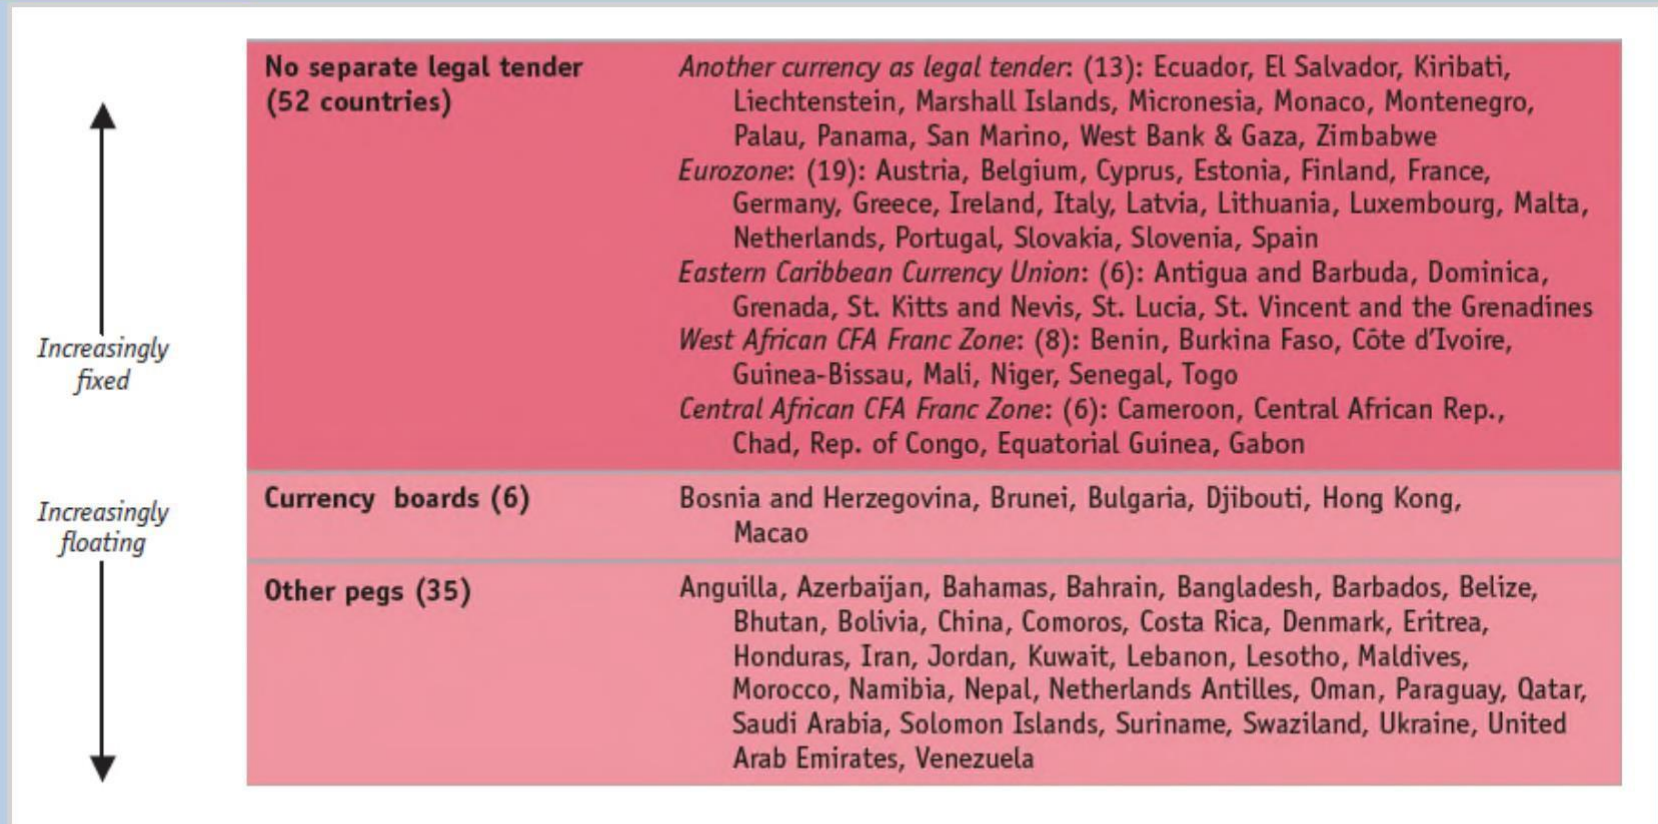 Increasingly
fixed
Increasingly
floating
No separate legal tender
(52 countries)
Another currency as legal tender: (13): Ecuador, El Salvador, Kiribati,
Liechtenstein, Marshall Islands, Micronesia, Monaco, Montenegro,
Palau, Panama, San Marino, West Bank & Gaza, Zimbabwe
Eurozone: (19): Austria, Belgium, Cyprus, Estonia, Finland, France,
Germany, Greece, Ireland, Italy, Latvia, Lithuania, Luxembourg, Malta,
Netherlands, Portugal, Slovakia, Slovenia, Spain
Eastern Caribbean Currency Union: (6): Antigua and Barbuda, Dominica,
Grenada, St. Kitts and Nevis, St. Lucia, St. Vincent and the Grenadines
West African CFA Franc Zone: (8): Benin, Burkina Faso, Côte d'Ivoire,
Guinea-Bissau, Mali, Niger, Senegal, Togo
Central African CFA Franc Zone: (6): Cameroon, Central African Rep.,
Chad, Rep. of Congo, Equatorial Guinea, Gabon
Currency boards (6)
Bosnia and Herzegovina, Brunei, Bulgaria, Djibouti, Hong Kong,
Macao
Other pegs (35)
Anguilla, Azerbaijan, Bahamas, Bahrain, Bangladesh, Barbados, Belize,
Bhutan, Bolivia, China, Comoros, Costa Rica, Denmark, Eritrea,
Honduras, Iran, Jordan, Kuwait, Lebanon, Lesotho, Maldives,
Morocco, Namibia, Nepal, Netherlands Antilles, Oman, Paraguay, Qatar,
Saudi Arabia, Solomon Islands, Suriname, Swaziland, Ukraine, United
Arab Emirates, Venezuela